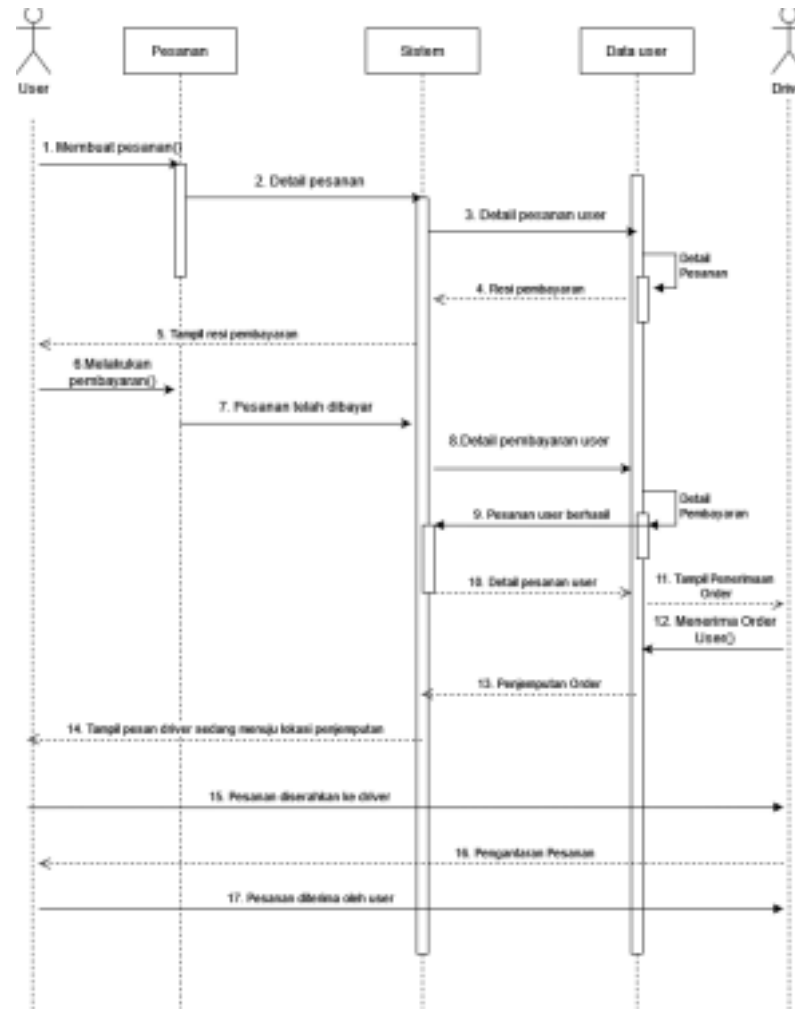 Pesanan
Sistem
Data user
User
Driv
1. Membuat pesanan()
2. Detail pesanan
3. Detail pesanan user
Detail
Pesanan
4. Resi pembayaran
5. Tampil resi pembayaran
6.Melakukan
pembayaran()
7. Pesanan telah dibayar
8.Detail pembayaran user
Detail
Pembayaran
9. Pesanan user berhasil
10. Detail pesanan user
11. Tampil Penerimaan
Order
12. Menerima Order
User()
13. Penjemputan Order
14. Tampil pesan driver sedang menuju lokasi penjemputan
15. Pesanan diserahkan ke driver
16. Pengantaran Pesanan
17. Pesanan diterima oleh user